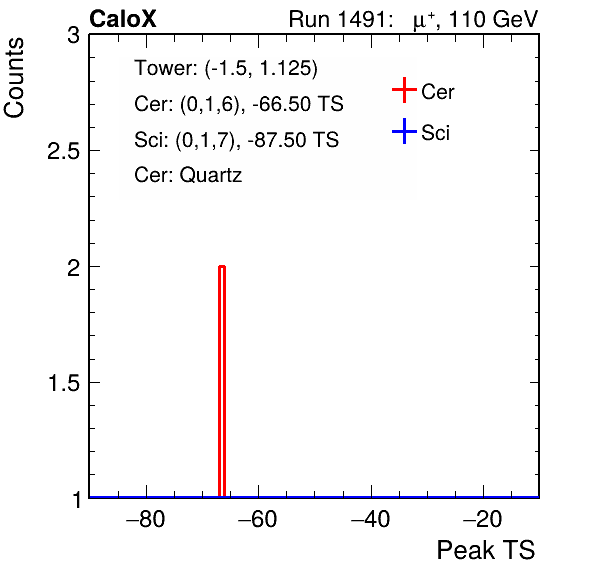 CaloX Run 1491: μ⁺, 110 GeV
Counts
3
2.5
2
1.5
1
Tower: (-1.5, 1.125)
Cer: (0,1,6), -66.50 TS
Sci: (0,1,7), -87.50 TS
Cer: Quartz
Cer
Sci
−80 −60 −40 −20
Peak TS